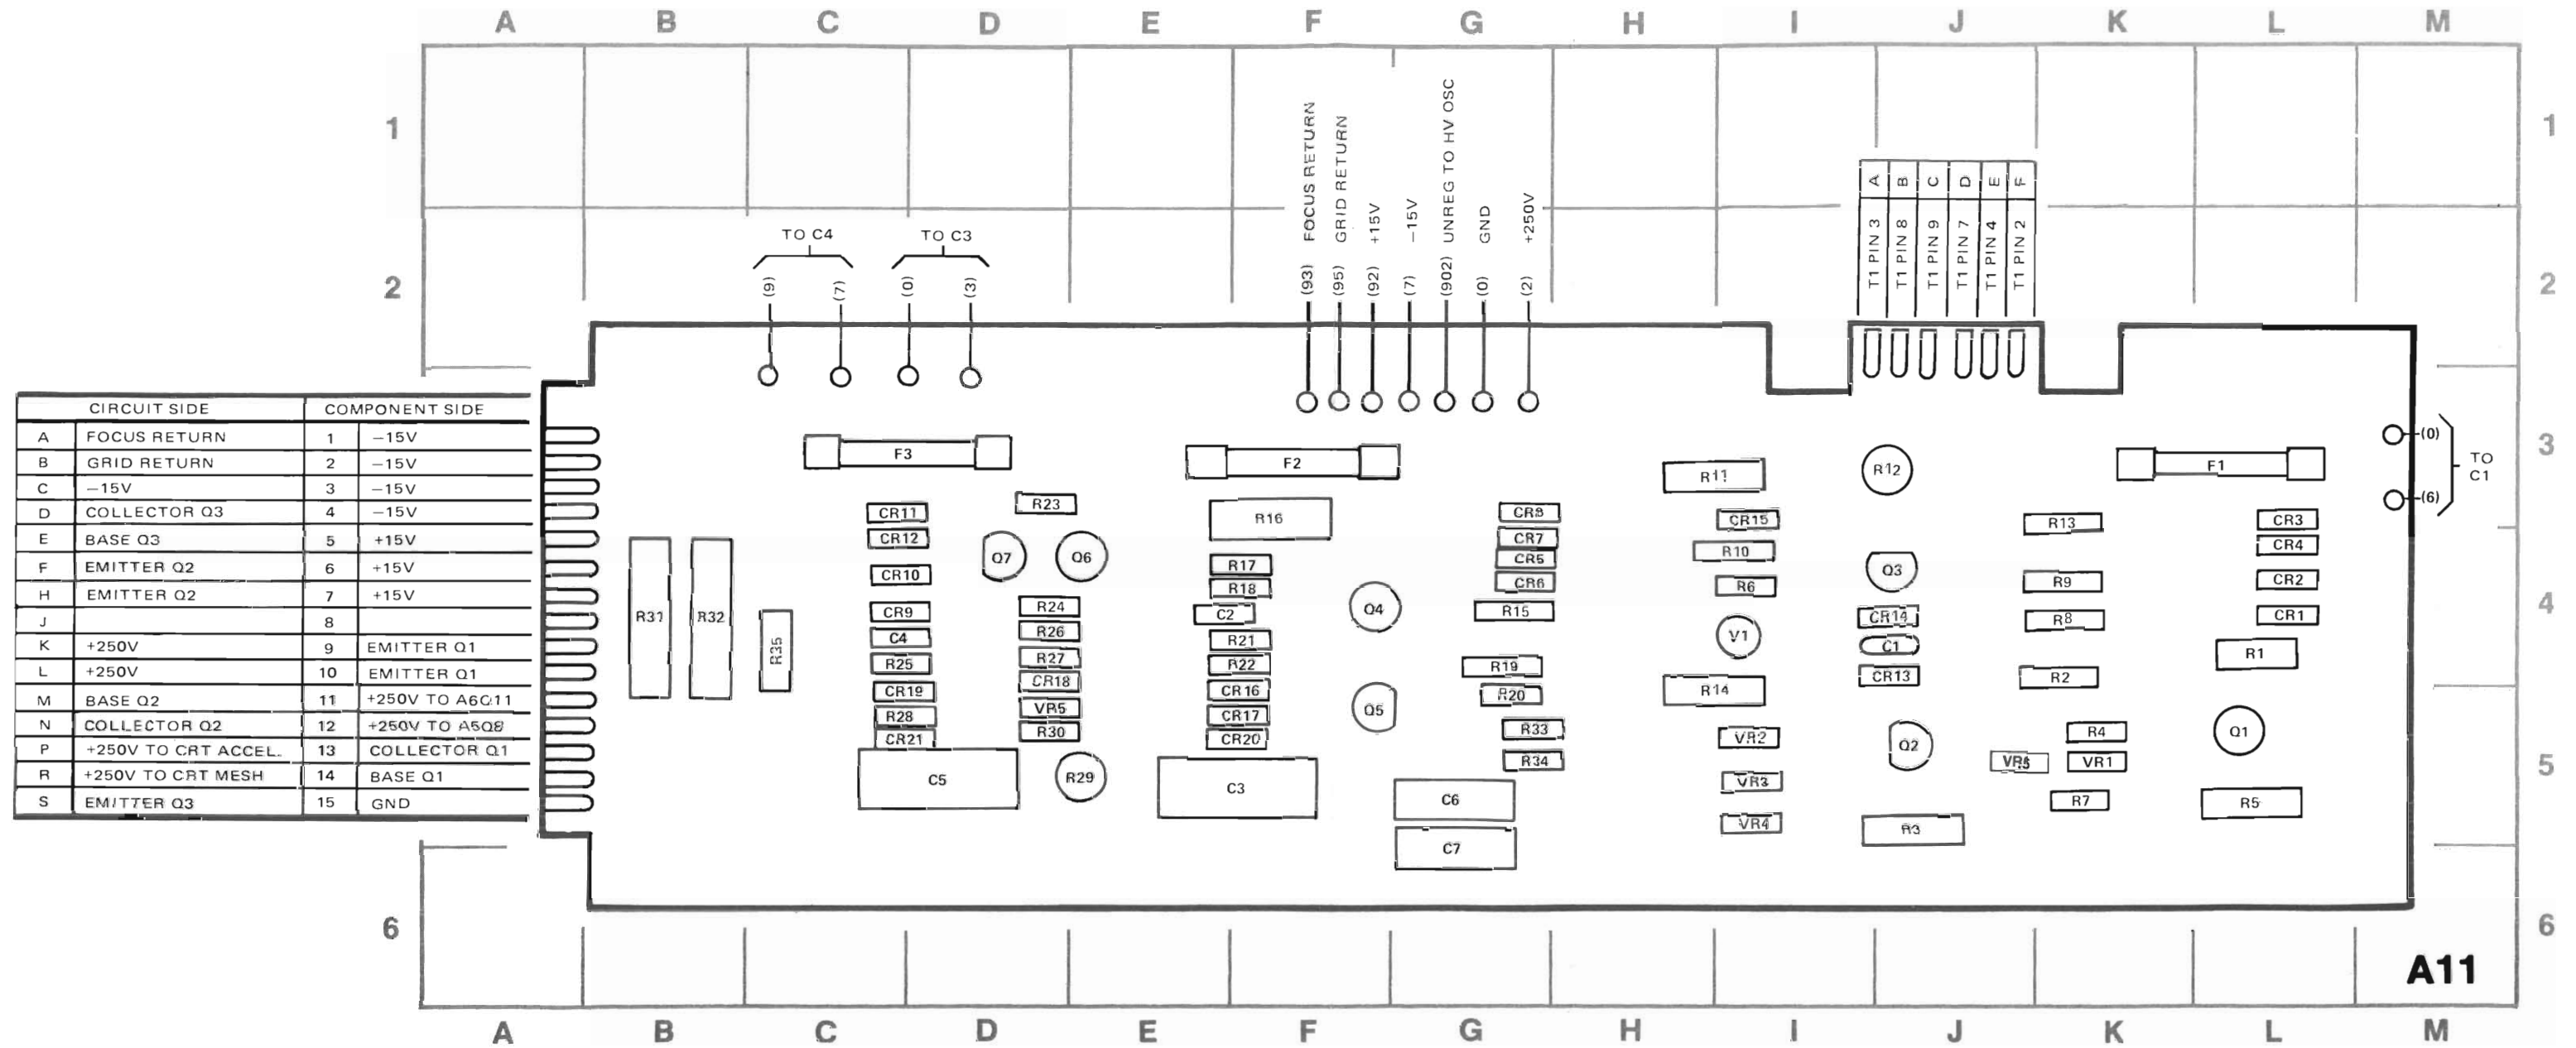 A B C D E F G H I J K L M
1 1
FOCUS RETURN
GRID RETURN
+15V
−15V
UNREG TO HV OSC
GND
+250V
A B C D E F
T1 PIN 3
T1 PIN 8
T1 PIN 9
T1 PIN 7
T1 PIN 4
T1 PIN 2
2 2
TO C4 TO C3
(9) (7) (0) (3)
(93) (95) (92) (7) (902) (0) (2)
CIRCUIT SIDE COMPONENT SIDE
A FOCUS RETURN 1 −15V
B GRID RETURN 2 −15V
C −15V 3 −15V
D COLLECTOR Q3 4 −15V
E BASE Q3 5 +15V
F EMITTER Q2 6 +15V
H EMITTER Q2 7 +15V
J 8
K +250V 9 EMITTER Q1
L +250V 10 EMITTER Q1
M BASE Q2 11 +250V TO A6Q11
N COLLECTOR Q2 12 +250V TO A5Q8
P +250V TO CRT ACCEL. 13 COLLECTOR Q1
R +250V TO CRT MESH 14 BASE Q1
S EMITTER Q3 15 GND
3
(0)
TO
C1
(6)
F3 F2 R11 R12 F1
R23
CR11 R16 CR8 CR15 R13 CR3
CR12 CR7 CR4
Q7 Q6 R17 CR5 R10 Q3
CR10 R18 CR6 R6 R9 CR2
4 4
R31 R32 R35
CR9 R24 C2 Q4 R15 CR14 R8 CR1
C4 R26 R21 V1 C1
R25 R27 R22 R19 R1
CR19 CR18 CR16 R20 R14 CR13 R2
R28 VR5 CR17 Q5
CR21 R30 CR20 R33 VR2 Q2 R4 Q1
C5 R29 C3 R34 VR1
5
C6 VR3 R7 R5
C7 VR4 R3
6 6
A11
A B C D E F G H I J K L M
3